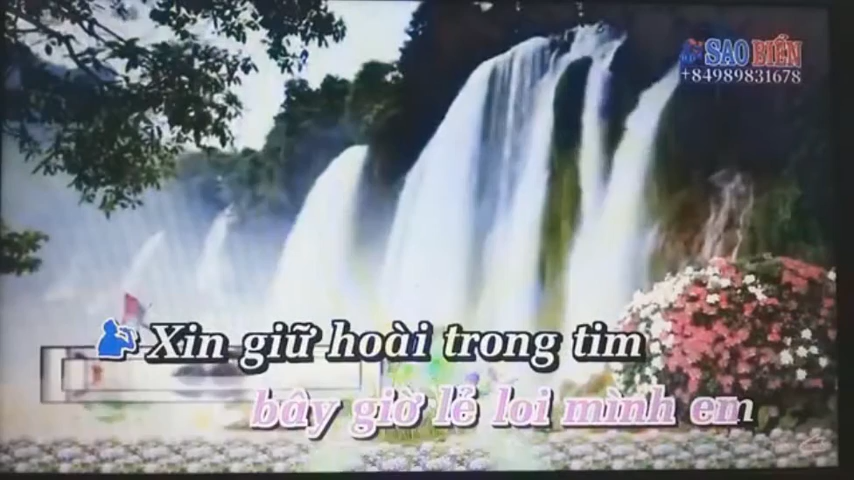 SAO BIỂN
+84989831678
Xin giữ hoài trong tim
bây giờ lẻ loi mình em